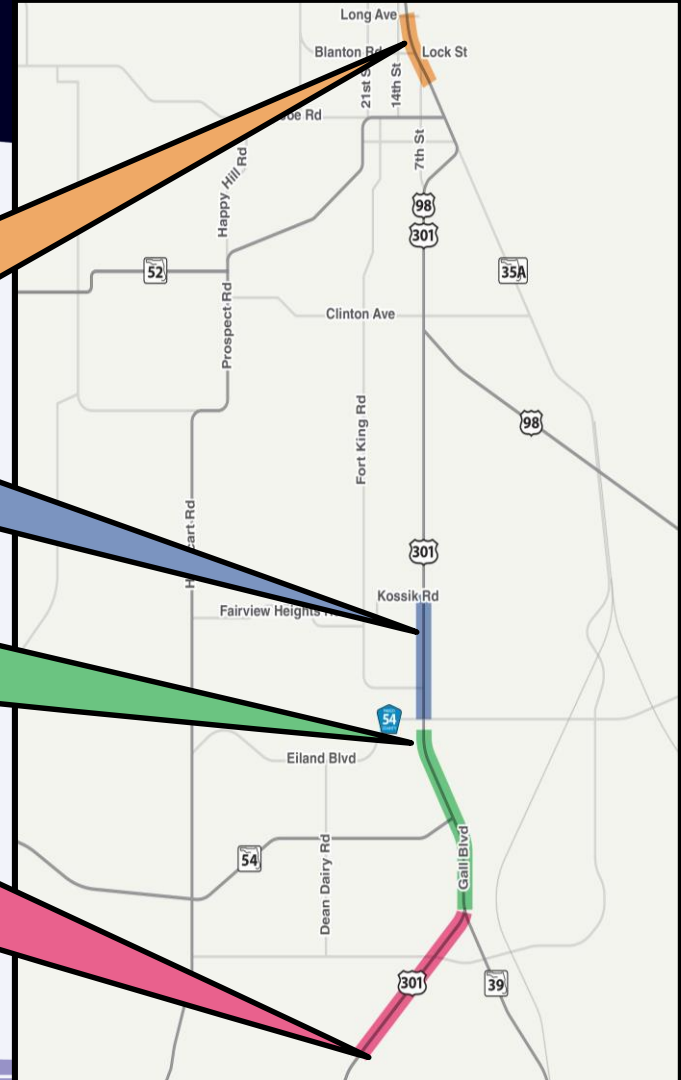 Long Ave
Blanton Rd
Lock St
21st S
14th St
oe Rd
7th St
Happy Hill Rd
98
301
52
35A
Prospect Rd
Clinton Ave
Fort King Rd
98
301
cart Rd
Kossik Rd
Fairview Heights
54
Eiland Blvd
54
Dean Dairy Rd
Gall Blvd
301
39